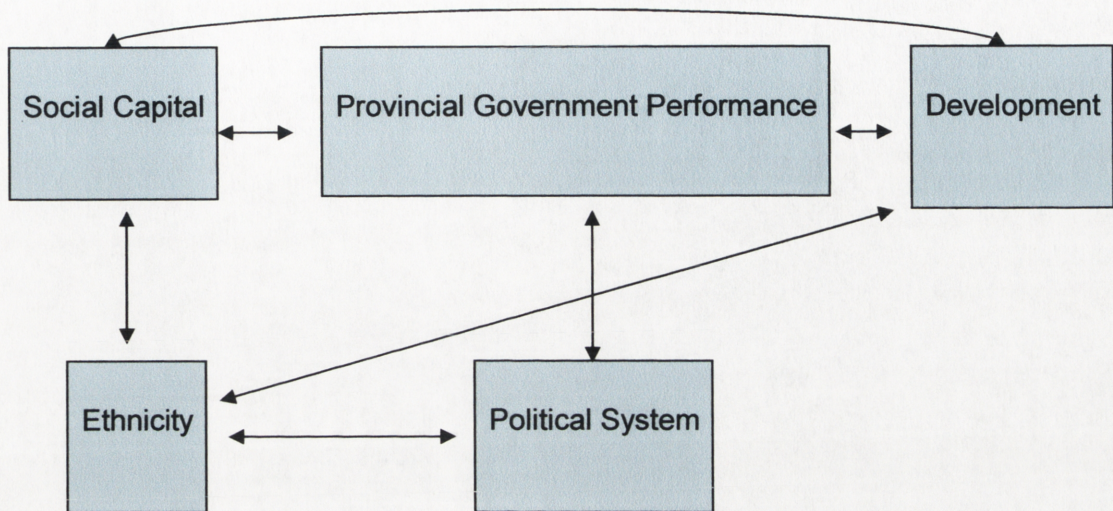 Social Capital
Provincial Government Performance
Development
Ethnicity
Political System